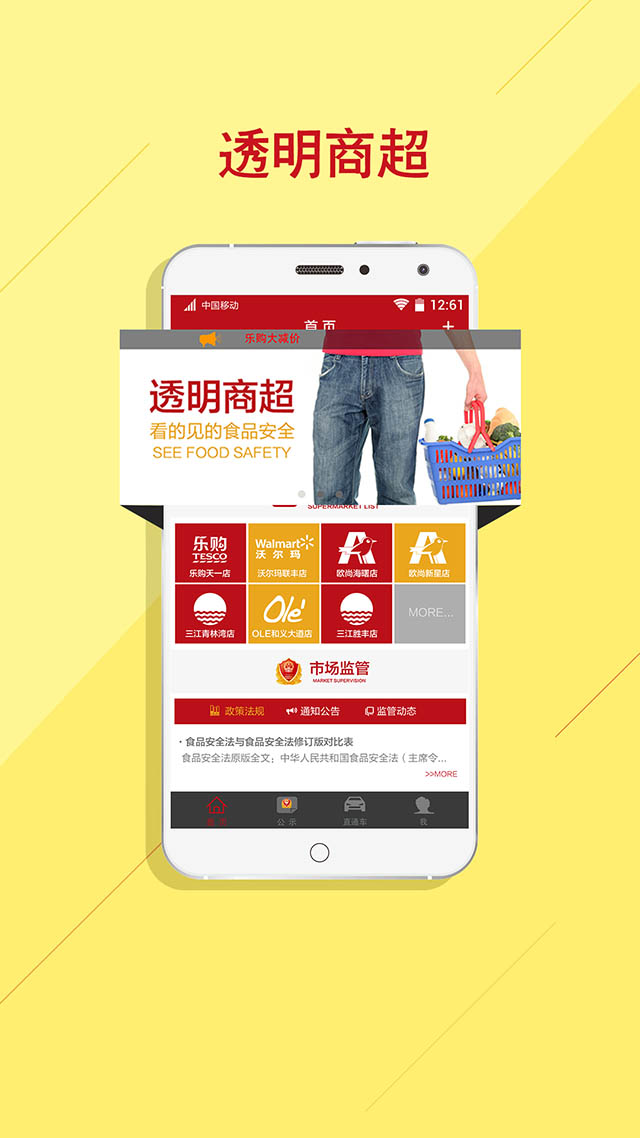 透明商超
中国移动
12:61
首页
+
乐购大减价
透明商超
看的见的食品安全
SEE FOOD SAFETY
SUPERMARKET LIST
乐购
TESCO
乐购天一店
Walmart
沃尔玛
沃尔玛联丰店
欧尚海曙店
欧尚新星店
三江青林湾店
Olé
OLE和义大道店
三江胜丰店
MORE...
市场监管
MARKET SUPERVISION
政策法规
通知公告
监管动态
· 食品安全法与食品安全法修订版对比表
食品安全法原版全文：中华人民共和国食品安全法（主席令...
>>MORE
首 页
公 示
直通车
我